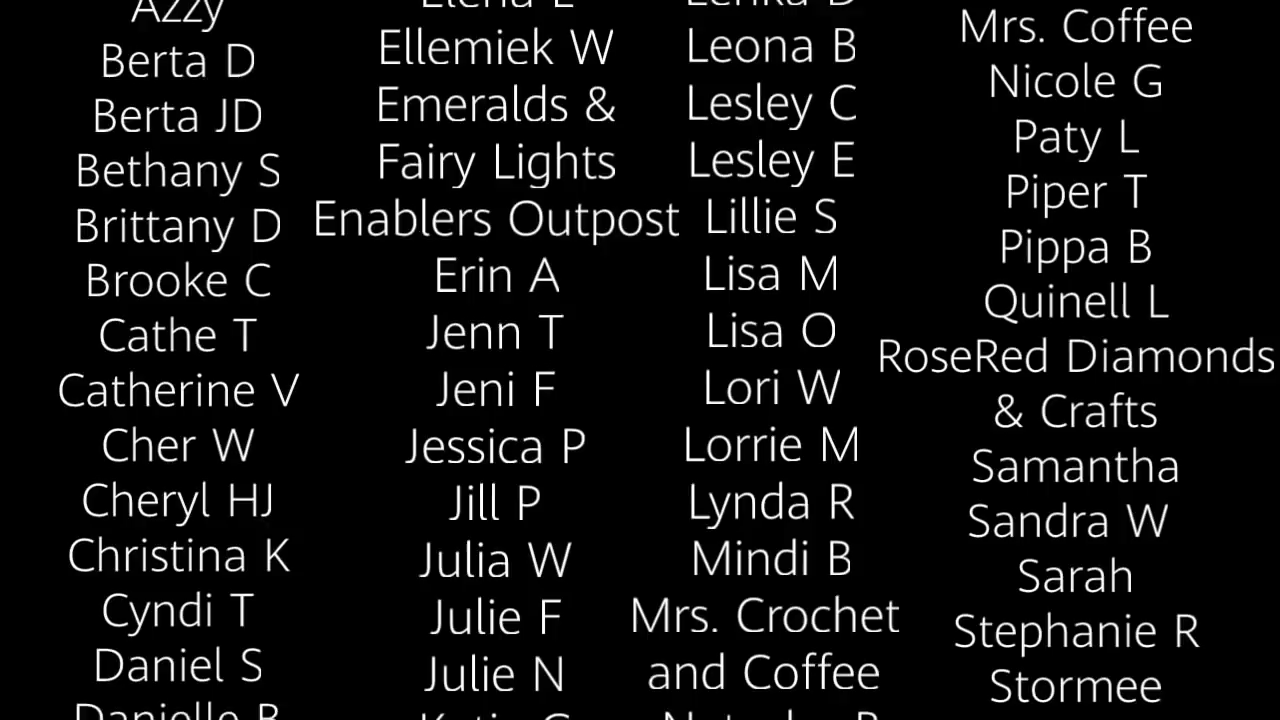 Azzy
Berta D
Berta JD
Bethany S
Brittany D
Brooke C
Cathe T
Catherine V
Cher W
Cheryl HJ
Christina K
Cyndi T
Daniel S
Ellemiek W
Emeralds &
Fairy Lights
Enablers Outpost
Erin A
Jenn T
Jeni F
Jessica P
Jill P
Julia W
Julie F
Julie N
Leona B
Lesley C
Lesley E
Lillie S
Lisa M
Lisa O
Lori W
Lorrie M
Lynda R
Mindi B
Mrs. Crochet
and Coffee
Mrs. Coffee
Nicole G
Paty L
Piper T
Pippa B
Quinell L
RoseRed Diamonds
& Crafts
Samantha
Sandra W
Sarah
Stephanie R
Stormee